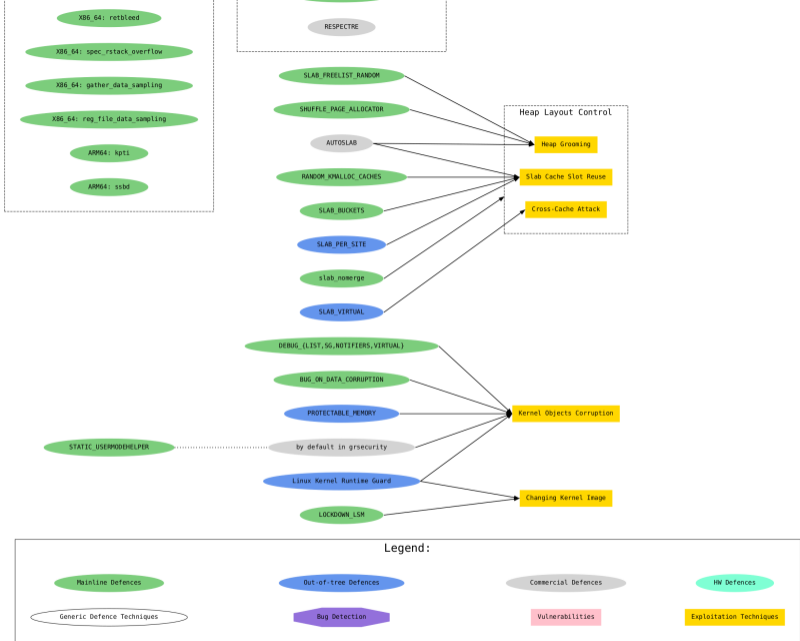 X86_64: retbleed
X86_64: spec_rstack_overflow
X86_64: gather_data_sampling
X86_64: reg_file_data_sampling
ARM64: kpti
ARM64: ssbd
RESPECTRE
SLAB_FREELIST_RANDOM
SHUFFLE_PAGE_ALLOCATOR
AUTOSLAB
RANDOM_KMALLOC_CACHES
SLAB_BUCKETS
SLAB_PER_SITE
slab_nomerge
SLAB_VIRTUAL
Heap Layout Control
Heap Grooming
Slab Cache Slot Reuse
Cross-Cache Attack
DEBUG_{LIST,SG,NOTIFIERS,VIRTUAL}
BUG_ON_DATA_CORRUPTION
PROTECTABLE_MEMORY
Kernel Objects Corruption
STATIC_USERMODEHELPER
by default in grsecurity
Linux Kernel Runtime Guard
LOCKDOWN_LSM
Changing Kernel Image
Legend:
Mainline Defences
Out-of-tree Defences
Commercial Defences
HW Defences
Generic Defence Techniques
Bug Detection
Vulnerabilities
Exploitation Techniques